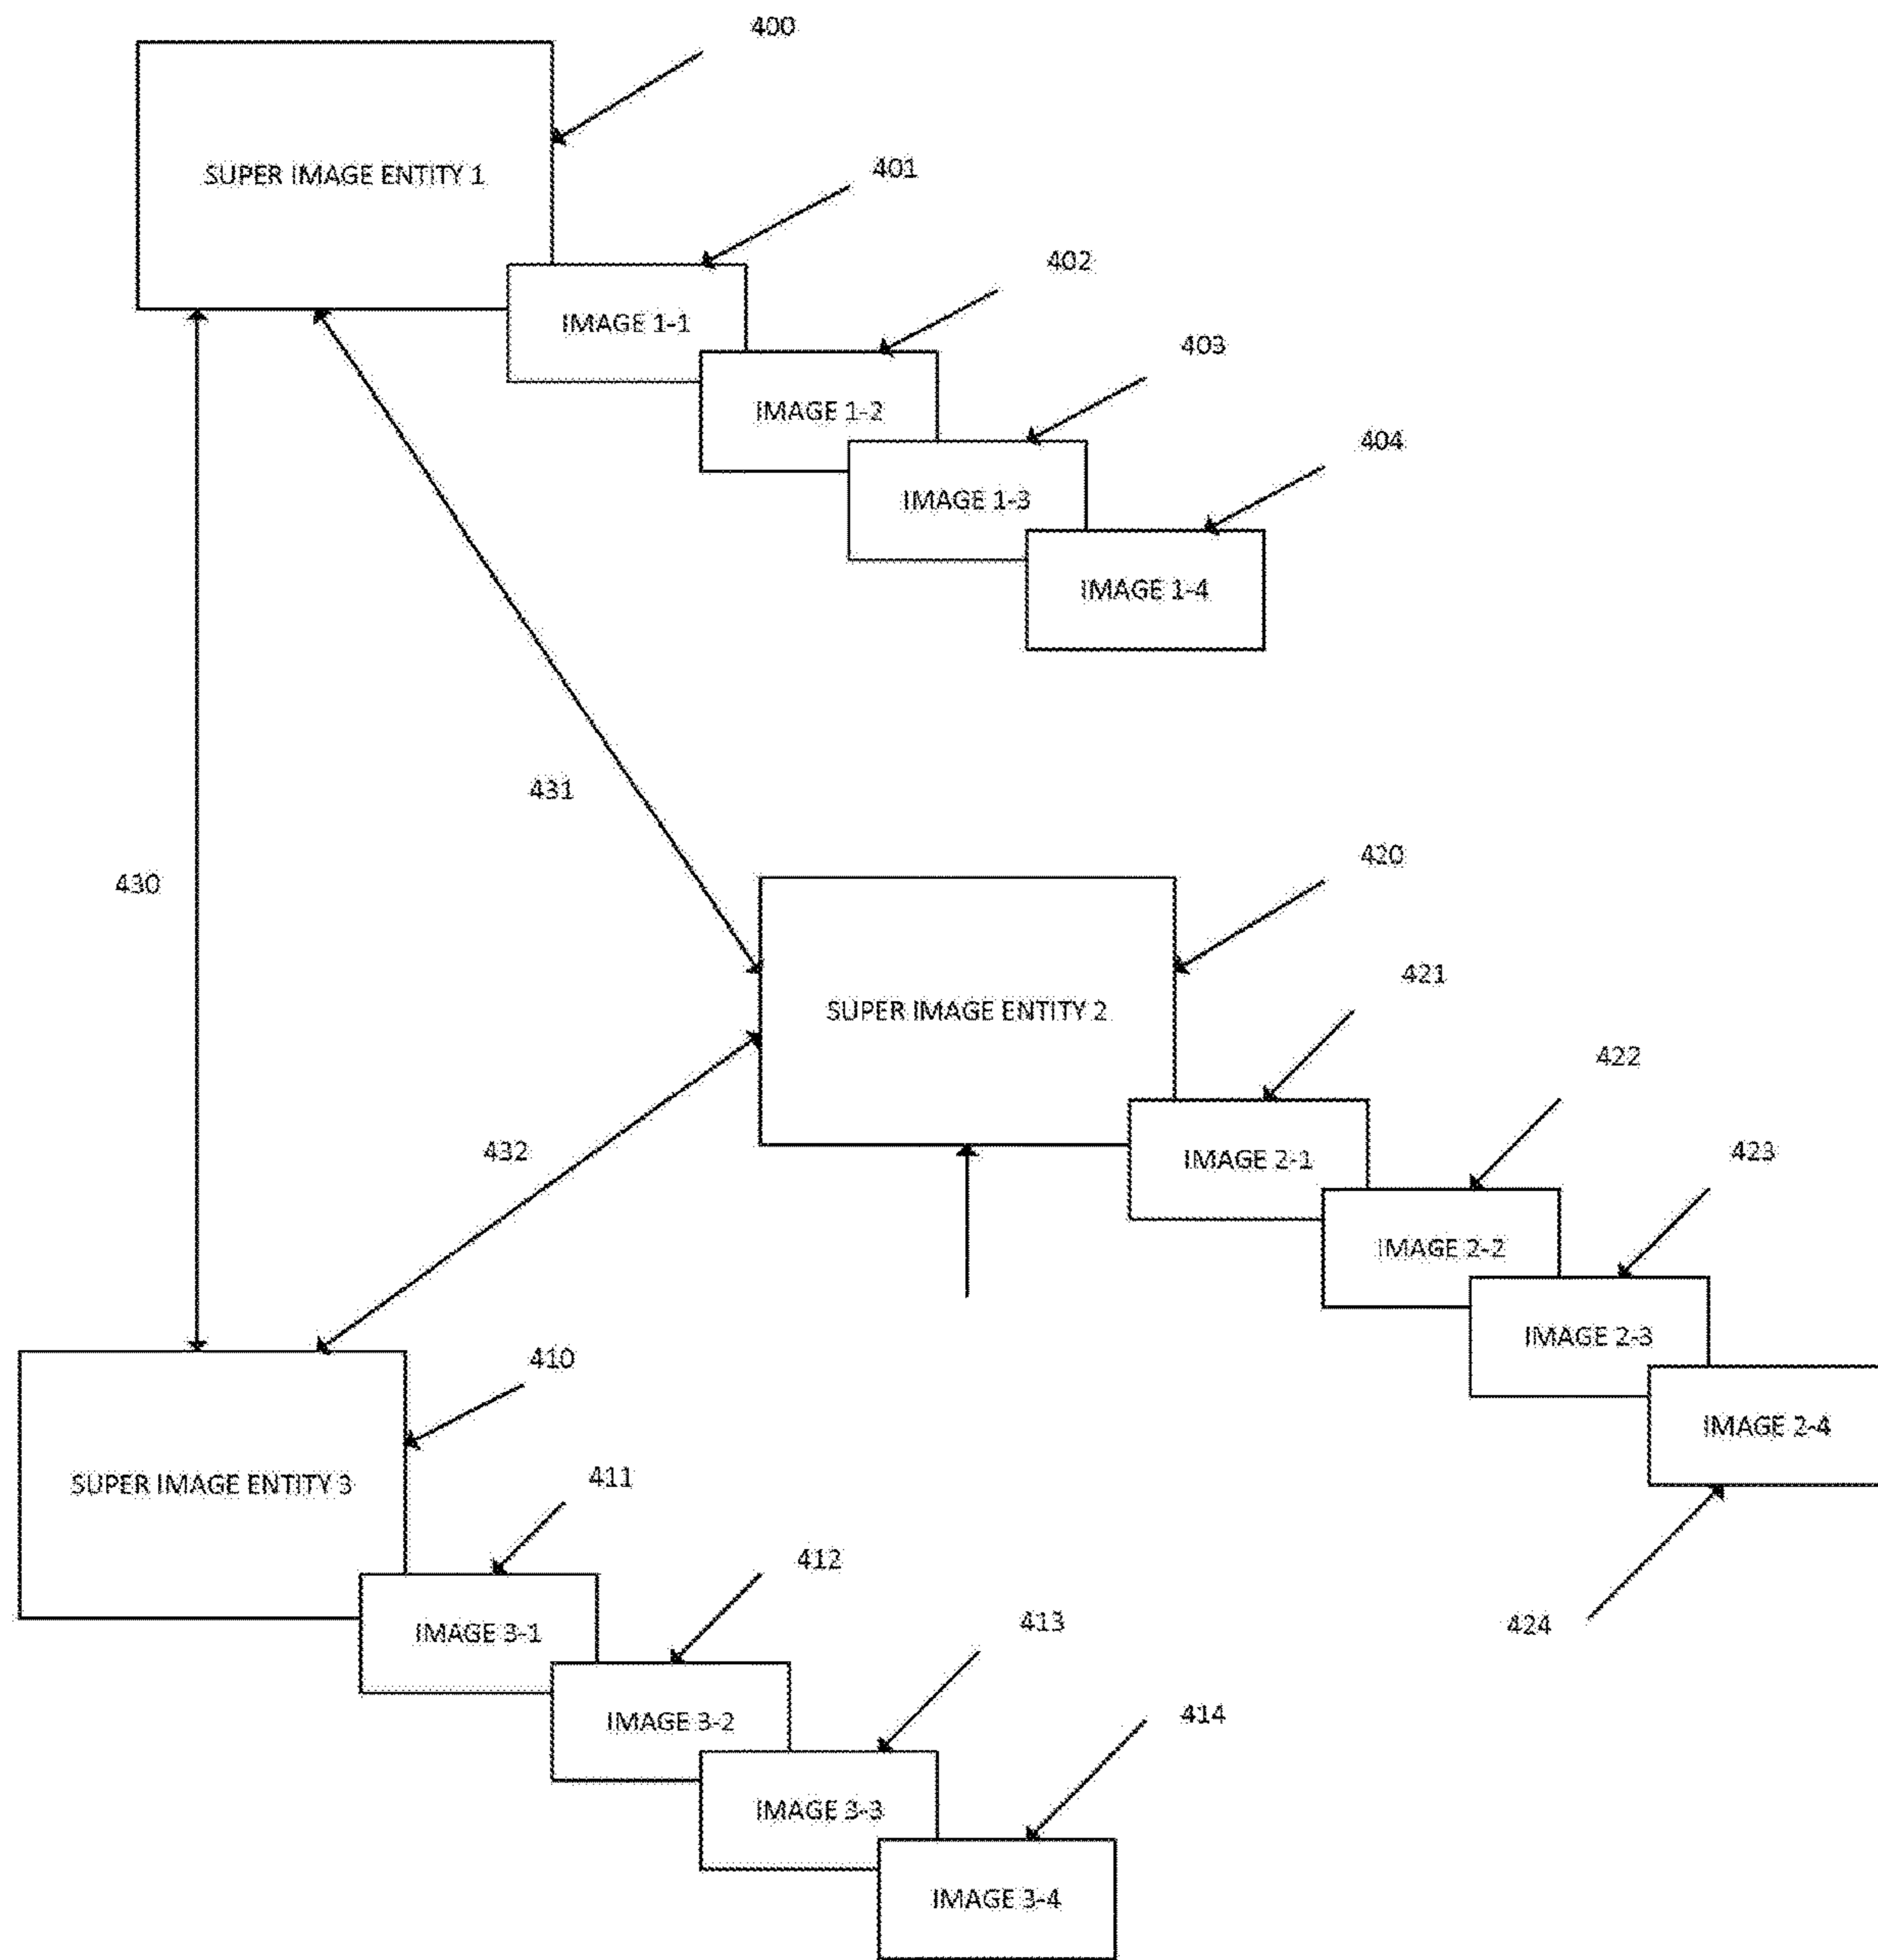 400
SUPER IMAGE ENTITY 1
401
402
IMAGE 1-1
403
IMAGE 1-2
404
IMAGE 1-3
IMAGE 1-4
431
420
430
421
SUPER IMAGE ENTITY 2
422
432
423
IMAGE 2-1
IMAGE 2-2
IMAGE 2-3
410
IMAGE 2-4
411
SUPER IMAGE ENTITY 3
412
413
424
IMAGE 3-1
414
IMAGE 3-2
IMAGE 3-3
IMAGE 3-4